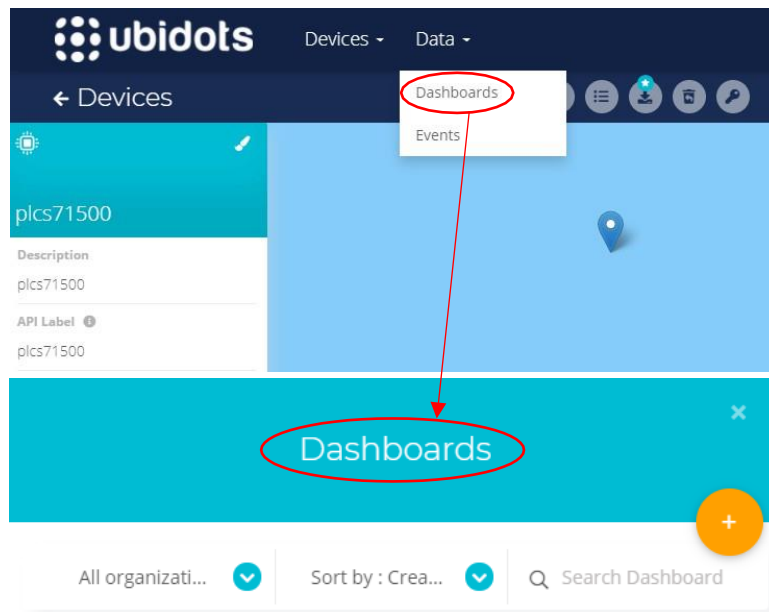 ubidots Devices Data
← Devices
Dashboards
Events
plcs71500
Description
plcs71500
API Label
plcs71500
×
Dashboards
+
All organizati... Sort by : Crea... Search Dashboard